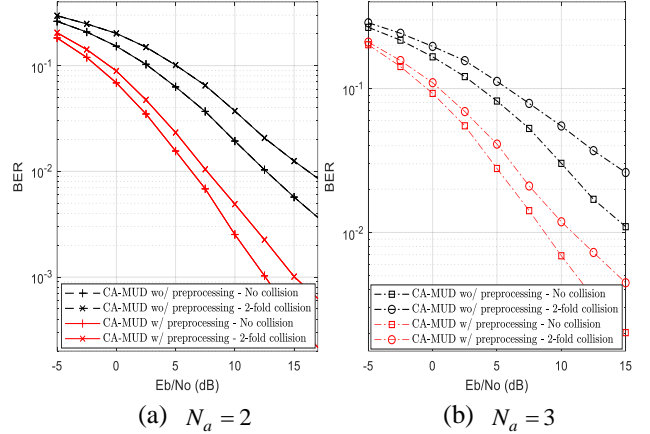 BER
10^{-1}
10^{-2}
10^{-3}
-5 0 5 10 15
Eb/No (dB)
CA-MUD wo/ preprocessing - No collision
CA-MUD wo/ preprocessing - 2-fold collision
CA-MUD w/ preprocessing - No collision
CA-MUD w/ preprocessing - 2-fold collision
(a) N_a = 2
BER
10^{-1}
10^{-2}
-5 0 5 10 15
Eb/No (dB)
CA-MUD wo/ preprocessing - No collision
CA-MUD wo/ preprocessing - 2-fold collision
CA-MUD w/ preprocessing - No collision
CA-MUD w/ preprocessing - 2-fold collision
(b) N_a = 3